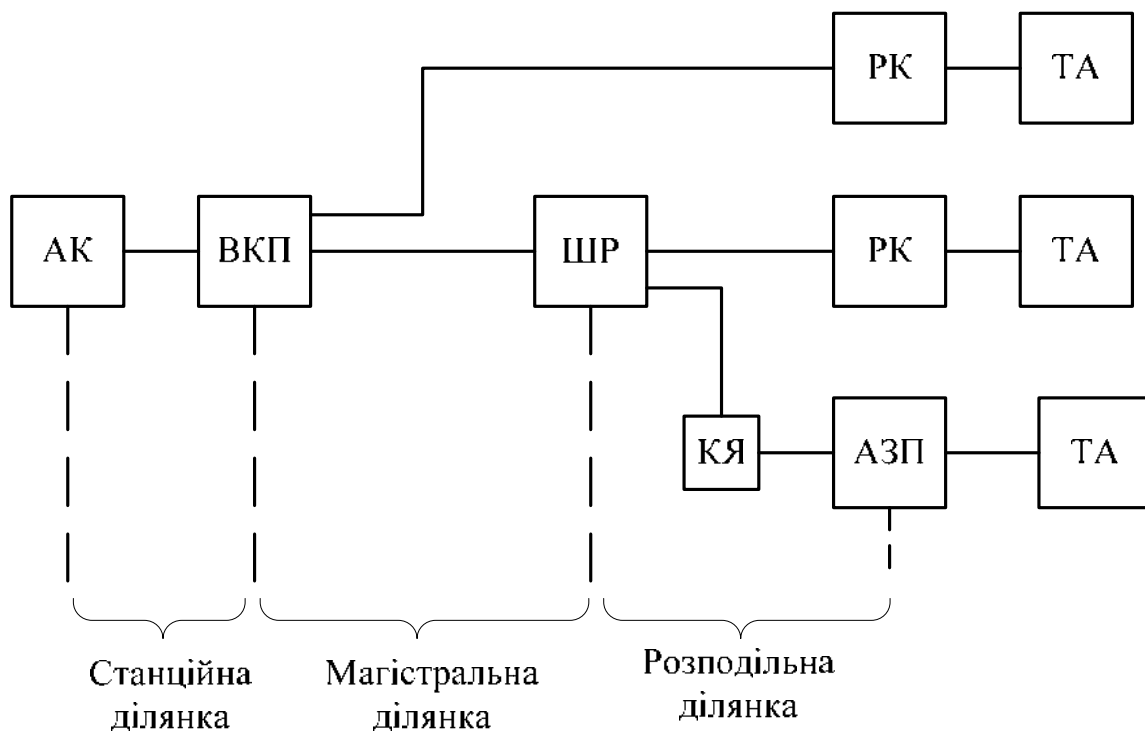 РК ТА
АК ВКП ШР РК ТА
КЯ АЗП ТА
Станційна
ділянка
Магістральна
ділянка
Розподільна
ділянка